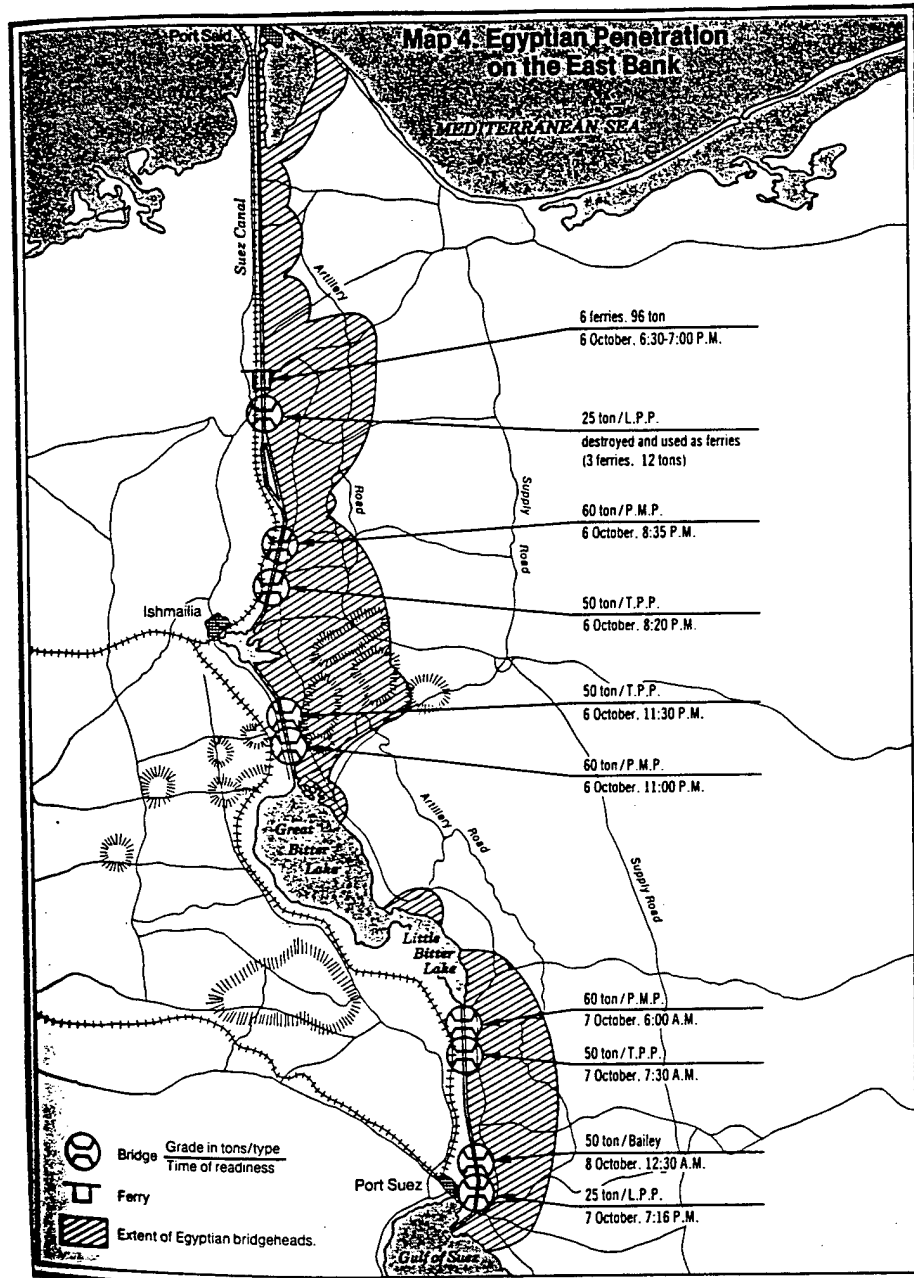 Port Said
Map 4. Egyptian Penetration
on the East Bank
MEDITERRANEAN SEA
Suez Canal
Artillery
Road
Supply
Road
6 ferries. 96 ton
6 October. 6:30-7:00 P.M.
25 ton/L.P.P.
destroyed and used as ferries
(3 ferries. 12 tons)
60 ton/P.M.P.
6 October. 8:35 P.M.
50 ton/T.P.P.
6 October. 8:20 P.M.
Ishmailia
50 ton/T.P.P.
6 October. 11:30 P.M.
60 ton/P.M.P.
6 October. 11:00 P.M.
Great
Bitter
Lake
Artillery
Road
Supply Road
Little
Bitter
Lake
60 ton/P.M.P.
7 October. 6:00 A.M.
50 ton/T.P.P.
7 October. 7:30 A.M.
50 ton/Bailey
8 October. 12:30 A.M.
Port Suez
25 ton/L.P.P.
7 October. 7:16 P.M.
Gulf of Suez
Bridge Grade in tons/type
Time of readiness
Ferry
Extent of Egyptian bridgeheads.